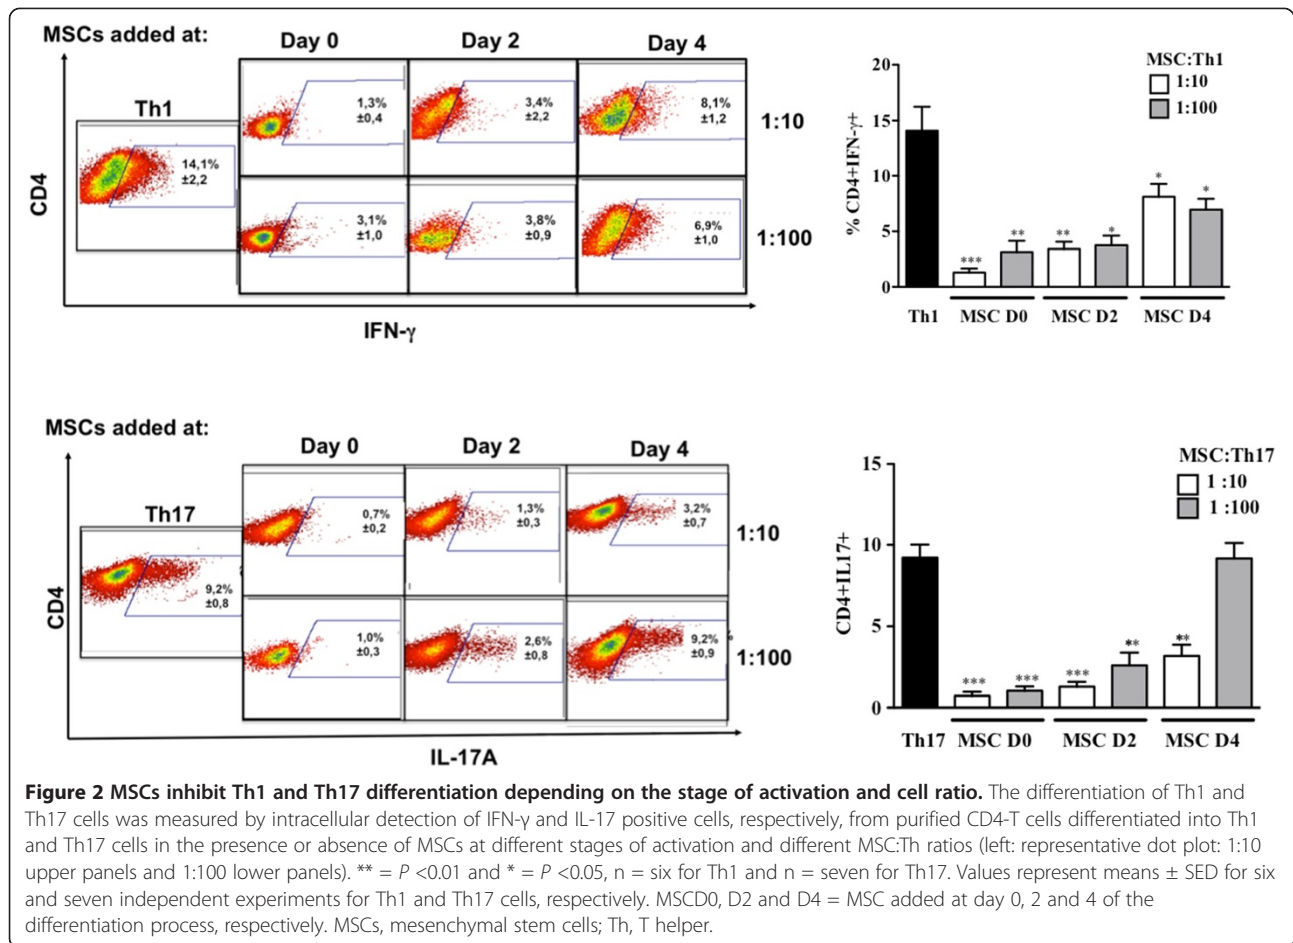 MSCs added at:
Day 0
Day 2
Day 4
Th1
14,1%
±2,2
1,3%
±0,4
3,4%
±2,2
8,1%
±1,2
1:10
3,1%
±1,0
3,8%
±0,9
6,9%
±1,0
1:100
CD4
IFN-γ
MSC:Th1
1:10
1:100
% CD4+IFN-γ+
20
15
10
5
0
***
**
**
*
*
*
Th1 MSC D0 MSC D2 MSC D4
MSCs added at:
Day 0
Day 2
Day 4
Th17
9,2%
±0,8
0,7%
±0,2
1,3%
±0,3
3,2%
±0,7
1:10
1,0%
±0,3
2,6%
±0,8
9,2%
±0,9
%
1:100
CD4
IL-17A
MSC:Th17
1 :10
1 :100
CD4+IL17+
15
10
5
0
***
***
***
**
**
Th17 MSC D0 MSC D2 MSC D4
Figure 2 MSCs inhibit Th1 and Th17 differentiation depending on the stage of activation and cell ratio. The differentiation of Th1 and
Th17 cells was measured by intracellular detection of IFN-γ and IL-17 positive cells, respectively, from purified CD4-T cells differentiated into Th1
and Th17 cells in the presence or absence of MSCs at different stages of activation and different MSC:Th ratios (left: representative dot plot: 1:10
upper panels and 1:100 lower panels). ** = P <0.01 and * = P <0.05, n = six for Th1 and n = seven for Th17. Values represent means ± SED for six
and seven independent experiments for Th1 and Th17 cells, respectively. MSCD0, D2 and D4 = MSC added at day 0, 2 and 4 of the
differentiation process, respectively. MSCs, mesenchymal stem cells; Th, T helper.